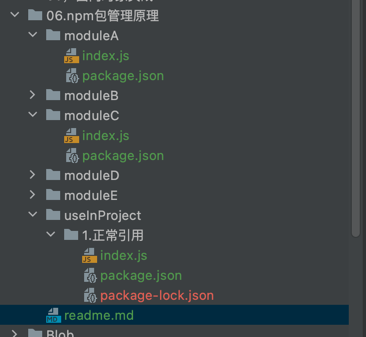 06.npm包管理原理
moduleA
index.js
package.json
moduleB
moduleC
index.js
package.json
moduleD
moduleE
useInProject
1.正常引用
index.js
package.json
package-lock.json
readme.md
Blob